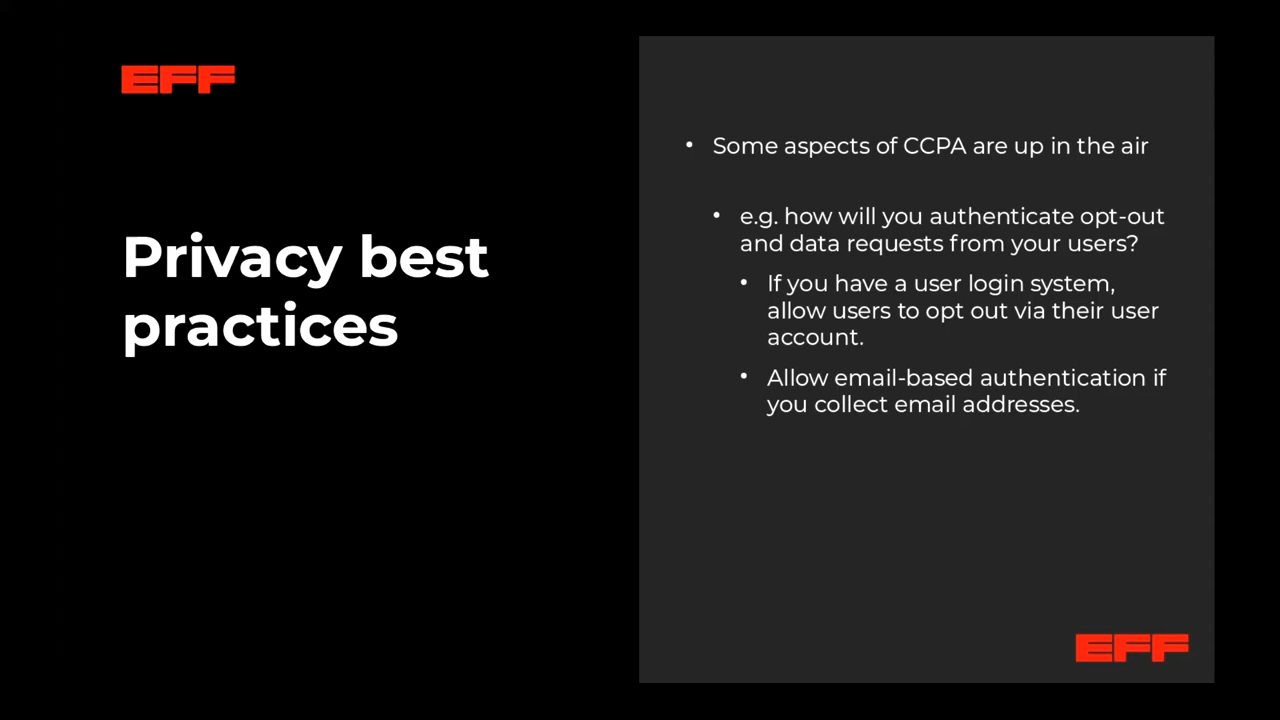 EFF
Privacy best
practices
• Some aspects of CCPA are up in the air
• e.g. how will you authenticate opt-out
and data requests from your users?
• If you have a user login system,
allow users to opt out via their user
account.
• Allow email-based authentication if
you collect email addresses.
EFF